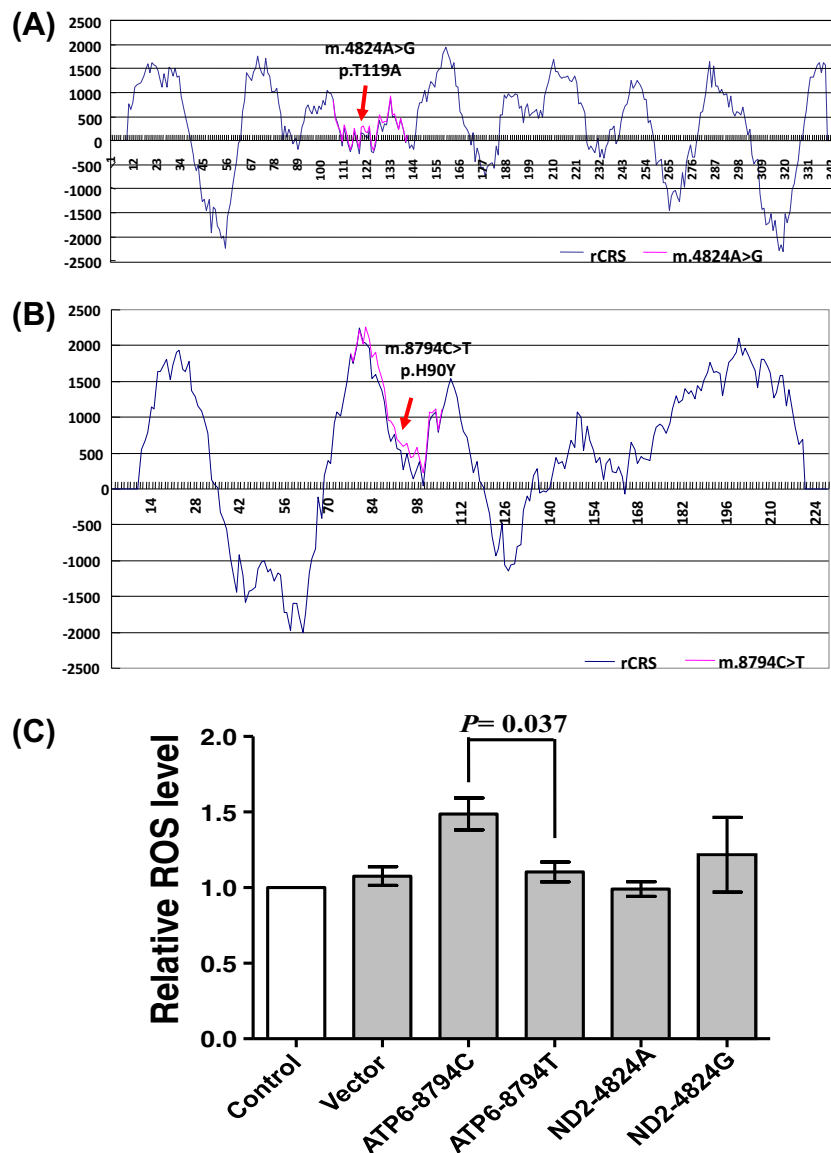 (A)
2500
2000
1500
1000
500
0
-500
-1000
-1500
-2000
-2500
m.4824A>G
p.T119A
1 12 23 34 45 56 67 78 89 100 111 122 133 144 155 166 177 188 199 210 221 232 243 254 265 276 287 298 309 320 331 342
rCRS m.4824A>G
(B)
2500
2000
1500
1000
500
0
-500
-1000
-1500
-2000
-2500
m.8794C>T
p.H90Y
14 28 42 56 70 84 98 112 126 140 154 168 182 196 210 224
rCRS m.8794C>T
(C)
P= 0.037
Relative ROS level
2.0
1.5
1.0
0.5
0.0
Control
Vector
ATP6-8794C
ATP6-8794T
ND2-4824A
ND2-4824G